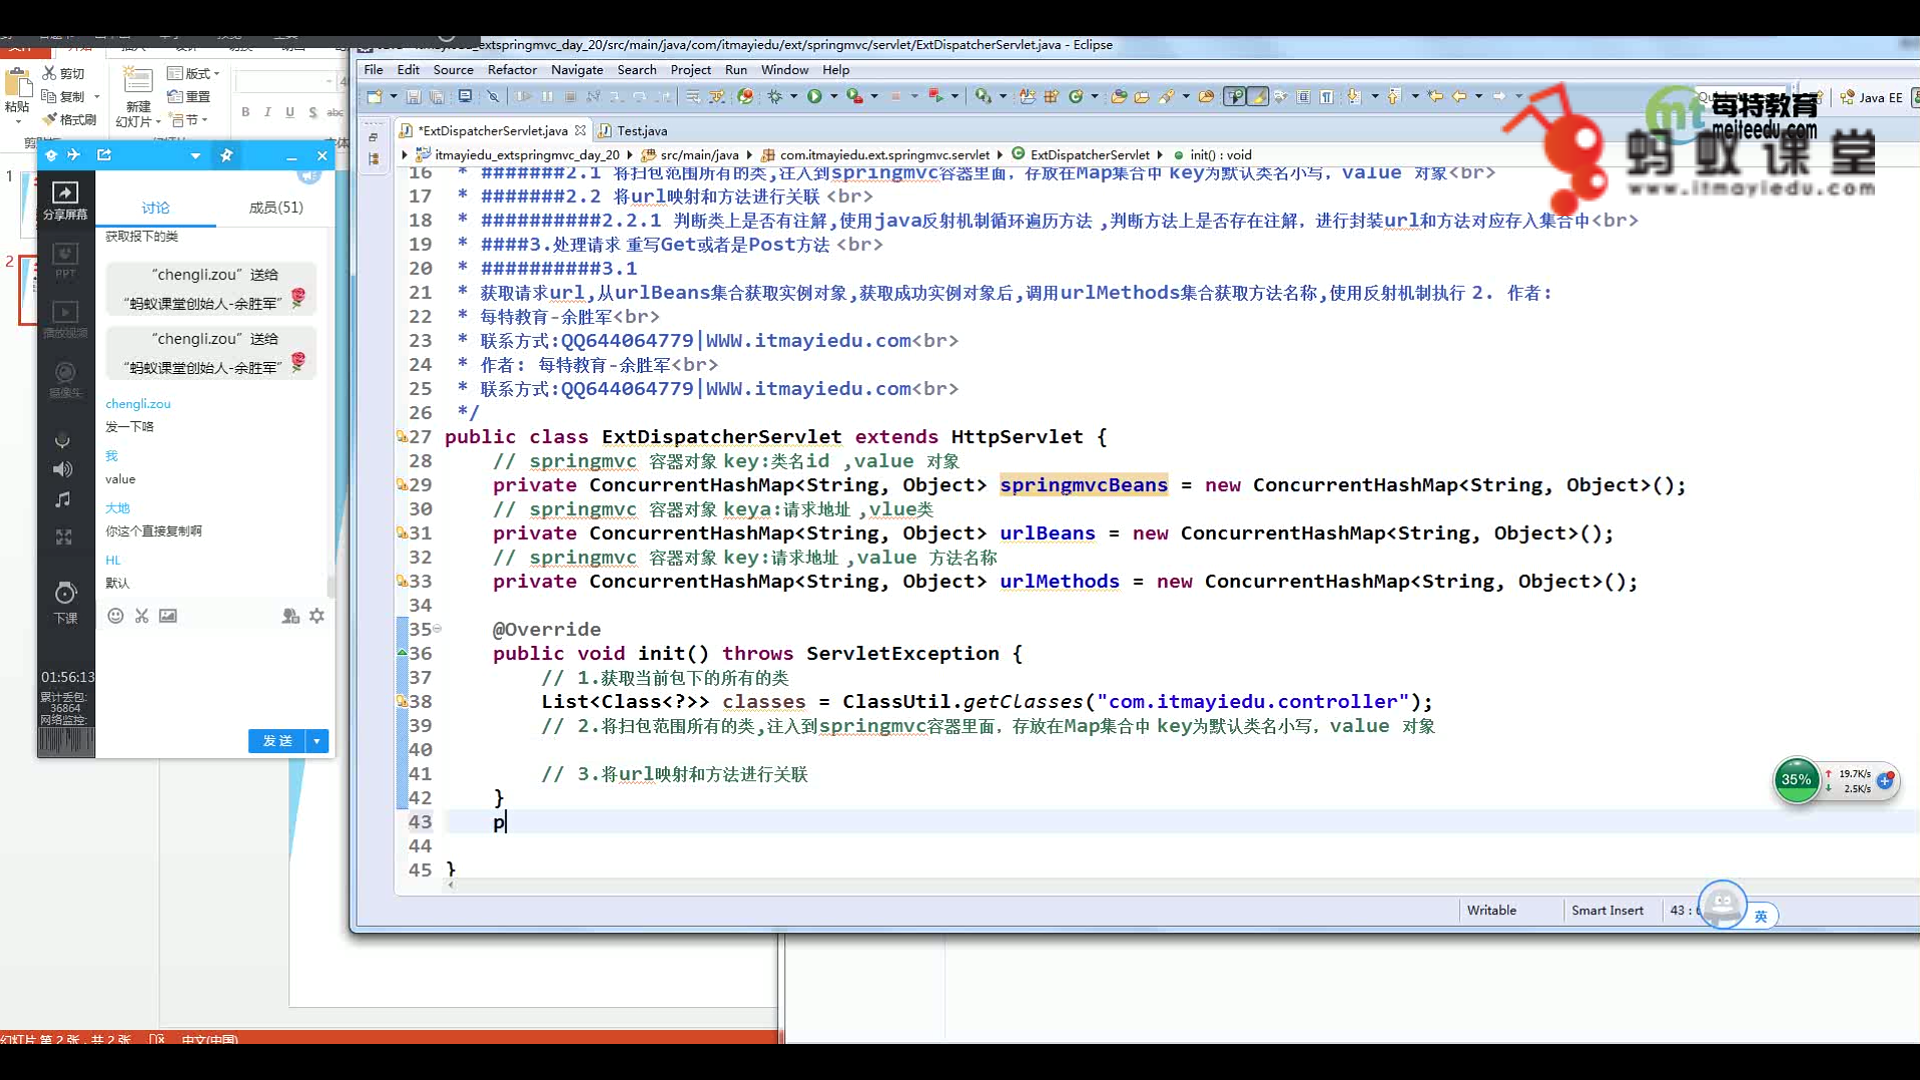 _extspringmvc_day_20/src/main/java/com/itmayiedu/ext/springmvc/servlet/ExtDispatcherServlet.java - Eclipse
File Edit Source Refactor Navigate Search Project Run Window Help
Java EE
*ExtDispatcherServlet.java
Test.java
itmayiedu_extspringmvc_day_20 src/main/java com.itmayiedu.ext.springmvc.servlet ExtDispatcherServlet init() : void
16 * #######2.1 将扫包范围所有的类,注入到springmvc容器里面，存放在Map集合中 key为默认类名小写，value 对象<br>
17 * #######2.2 将url映射和方法进行关联 <br>
18 * ##########2.2.1 判断类上是否有注解,使用java反射机制循环遍历方法 ,判断方法上是否存在注解，进行封装url和方法对应存入集合中<br>
19 * ####3.处理请求 重写Get或者是Post方法 <br>
20 * ##########3.1
21 * 获取请求url,从urlBeans集合获取实例对象,获取成功实例对象后,调用urlMethods集合获取方法名称,使用反射机制执行 2. 作者:
22 * 每特教育-余胜军<br>
23 * 联系方式:QQ644064779|WWW.itmayiedu.com<br>
24 * 作者: 每特教育-余胜军<br>
25 * 联系方式:QQ644064779|WWW.itmayiedu.com<br>
26 */
27 public class ExtDispatcherServlet extends HttpServlet {
28 // springmvc 容器对象 key:类名id ,value 对象
29 private ConcurrentHashMap<String, Object> springmvcBeans = new ConcurrentHashMap<String, Object>();
30 // springmvc 容器对象 keya:请求地址 ,vlue类
31 private ConcurrentHashMap<String, Object> urlBeans = new ConcurrentHashMap<String, Object>();
32 // springmvc 容器对象 key:请求地址 ,value 方法名称
33 private ConcurrentHashMap<String, Object> urlMethods = new ConcurrentHashMap<String, Object>();
34
35 @Override
36 public void init() throws ServletException {
37 // 1.获取当前包下的所有的类
38 List<Class<?>> classes = ClassUtil.getClasses("com.itmayiedu.controller");
39 // 2.将扫包范围所有的类,注入到springmvc容器里面，存放在Map集合中 key为默认类名小写，value 对象
40
41 // 3.将url映射和方法进行关联
42 }
43 p
44
45 }
Writable Smart Insert 43 :
英
35%
19.7K/s
2.5K/s
每特教育
meiteedu.com
蚂蚁课堂
www.itmayiedu.com
粘贴
剪切
复制
格式刷
新建
幻灯片
版式
重置
节
B I U S abc
1
2
分享屏幕
PPT
播放视频
摄像头
下课
01:56:13
累计丢包:
36864
网络监控:
讨论
成员(51)
获取报下的类
“chengli.zou” 送给
“蚂蚁课堂创始人-余胜军”
“chengli.zou” 送给
“蚂蚁课堂创始人-余胜军”
chengli.zou
发一下咯
我
value
大地
你这个直接复制啊
HL
默认
发送
幻灯片 第 2 张, 共 2 张 中文(中国)